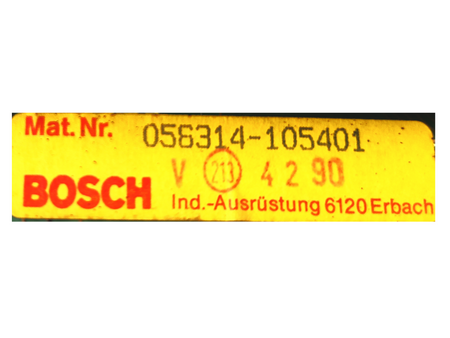 Mat. Nr. 056314-105401
V 213 4 2 90
BOSCH Ind.-Ausrüstung 6120 Erbach